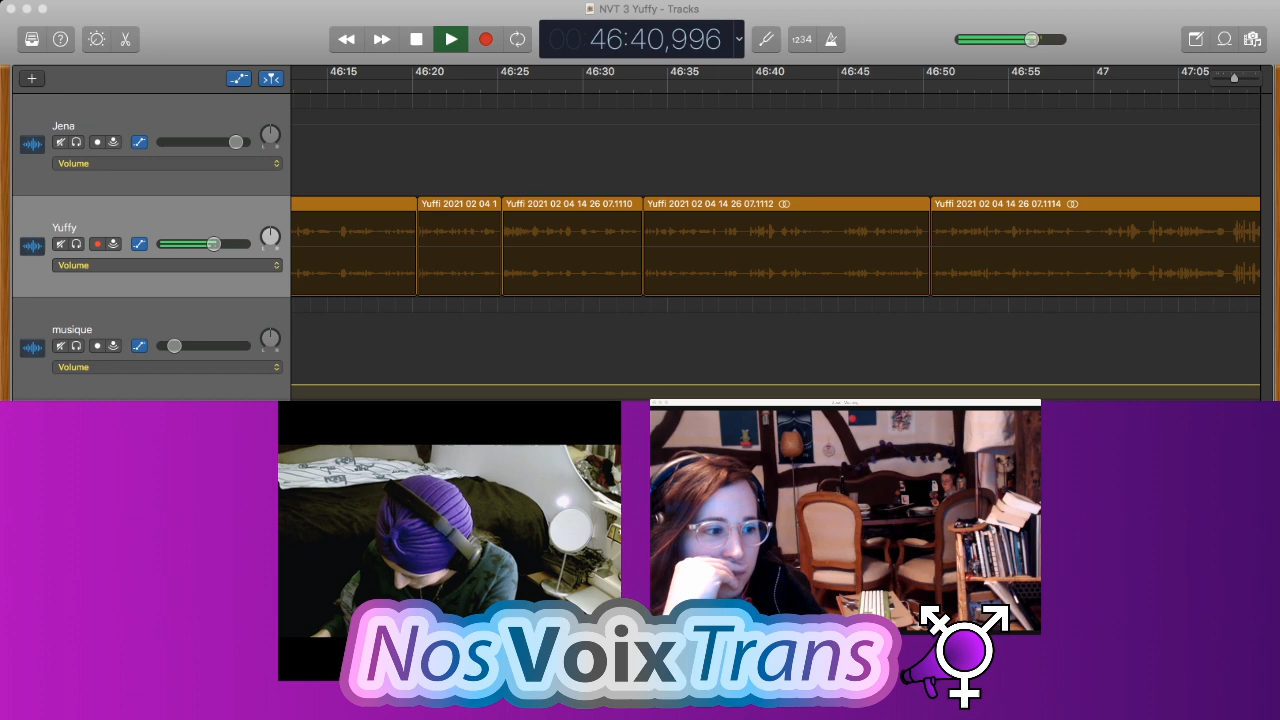 NVT 3 Yuffy - Tracks
00:46:40,996
1234
46:15 46:20 46:25 46:30 46:35 46:40 46:45 46:50 46:55 47 47:05
Jena
L R
Volume
Yuffi 2021 02 04 1
Yuffi 2021 02 04 14 26 07.1110
Yuffi 2021 02 04 14 26 07.1112
Yuffi 2021 02 04 14 26 07.1114
Yuffy
L R
Volume
musique
L R
Volume
Nos Voix Trans